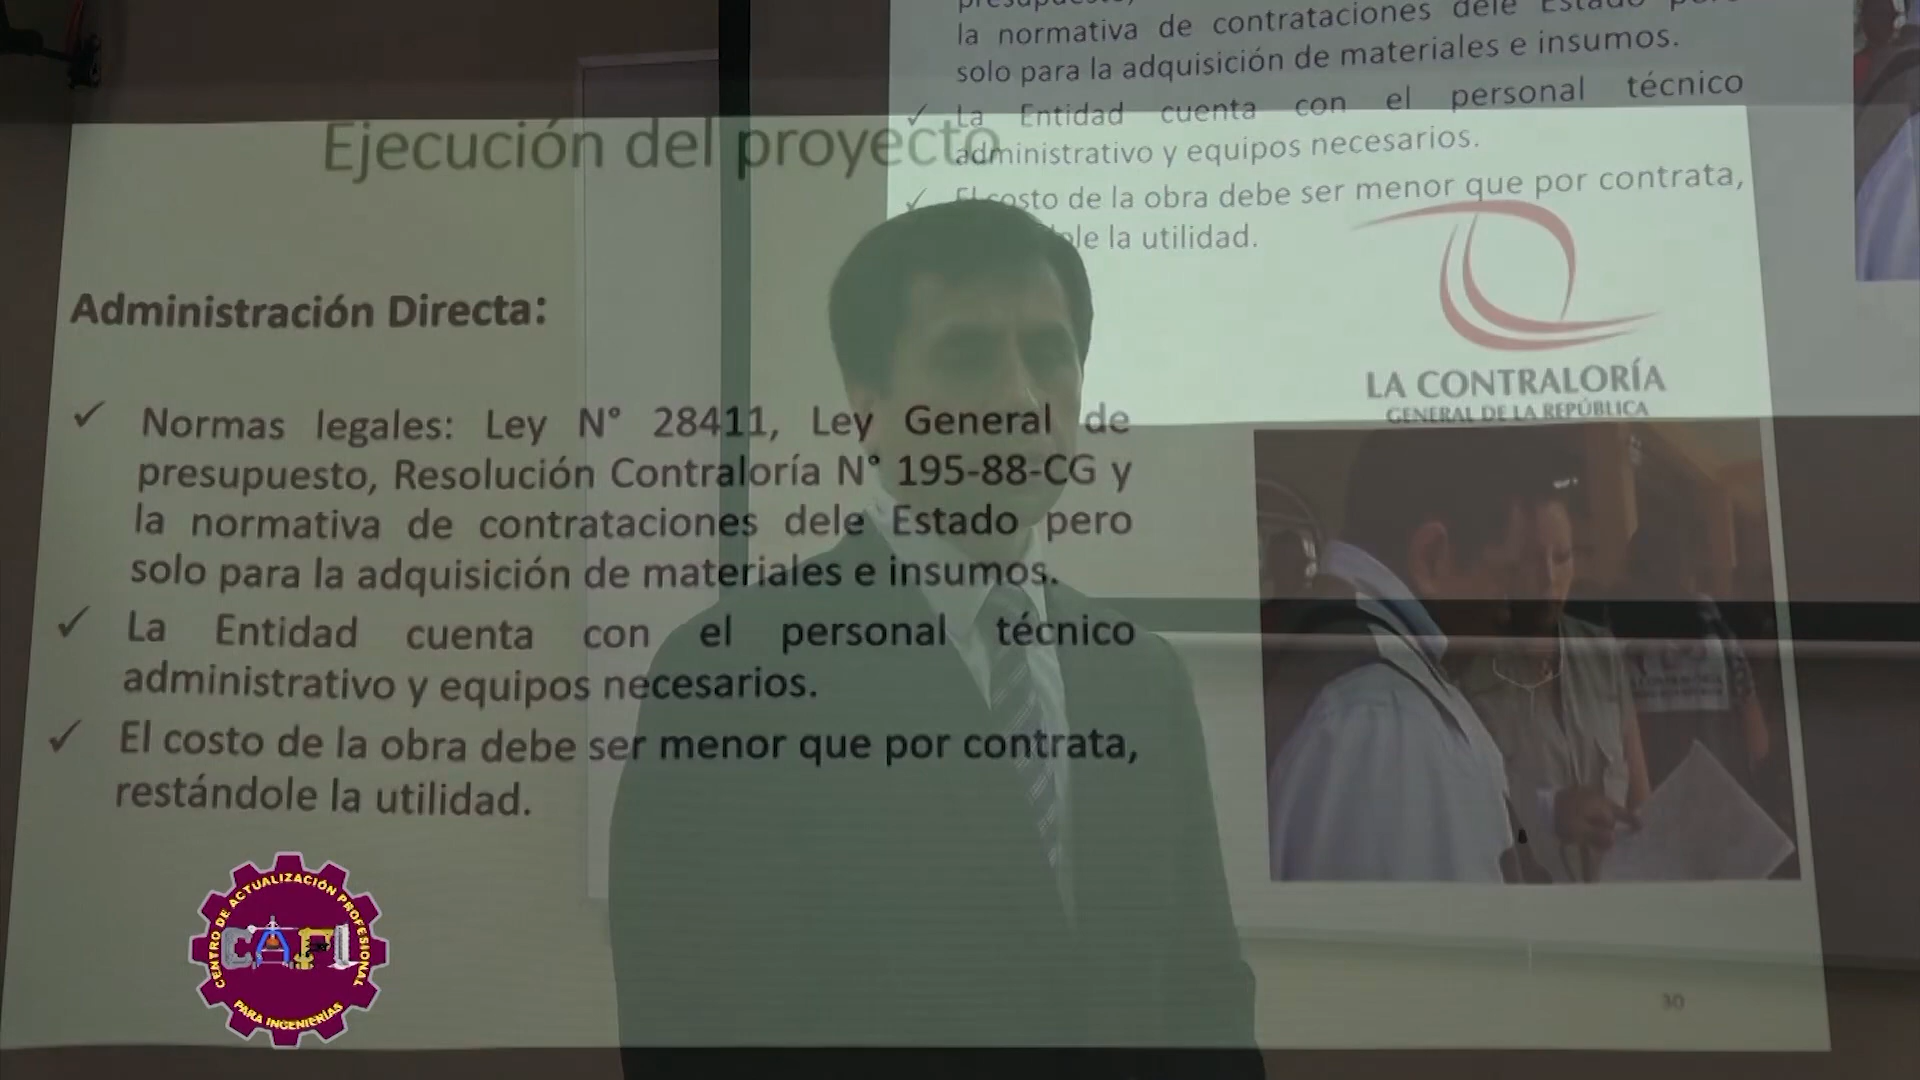 la normativa de contrataciones dele Estado
solo para la adquisición de materiales e insumos.
✓ La Entidad cuenta con el personal técnico
administrativo y equipos necesarios.
✓ El costo de la obra debe ser menor que por contrata,
la utilidad.
Ejecución del proyecto
LA CONTRALORÍA
GENERAL DE LA REPÚBLICA
Administración Directa:
✓ Normas legales: Ley N° 28411, Ley General de
presupuesto, Resolución Contraloría N° 195-88-CG y
la normativa de contrataciones dele Estado pero
solo para la adquisición de materiales e insumos.
✓ La Entidad cuenta con el personal técnico
administrativo y equipos necesarios.
✓ El costo de la obra debe ser menor que por contrata,
restándole la utilidad.
CENTRO DE ACTUALIZACIÓN PROFESIONAL
CAPI
PARA INGENIERÍAS
30